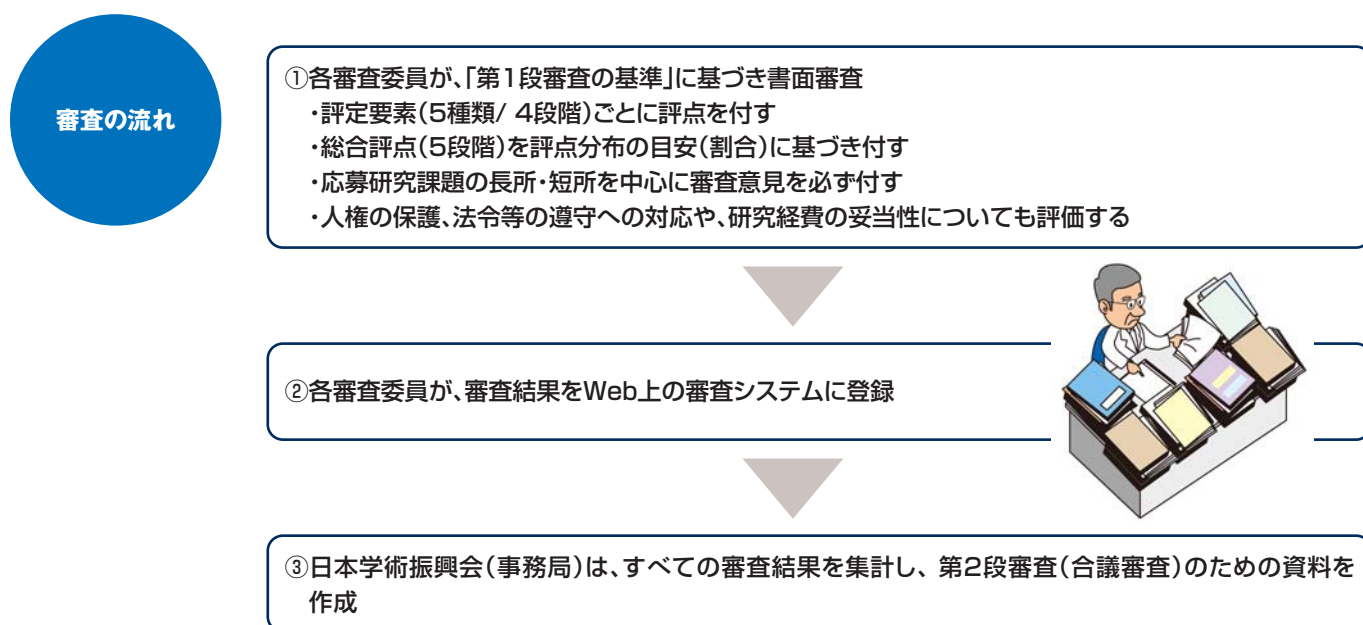 審査の流れ
①各審査委員が、「第1段審査の基準」に基づき書面審査
・評定要素(5種類/ 4段階)ごとに評点を付す
・総合評点(5段階)を評点分布の目安(割合)に基づき付す
・応募研究課題の長所・短所を中心に審査意見を必ず付す
・人権の保護、法令等の遵守への対応や、研究経費の妥当性についても評価する
②各審査委員が、審査結果をWeb上の審査システムに登録
③日本学術振興会(事務局)は、すべての審査結果を集計し、第2段審査(合議審査)のための資料を
作成